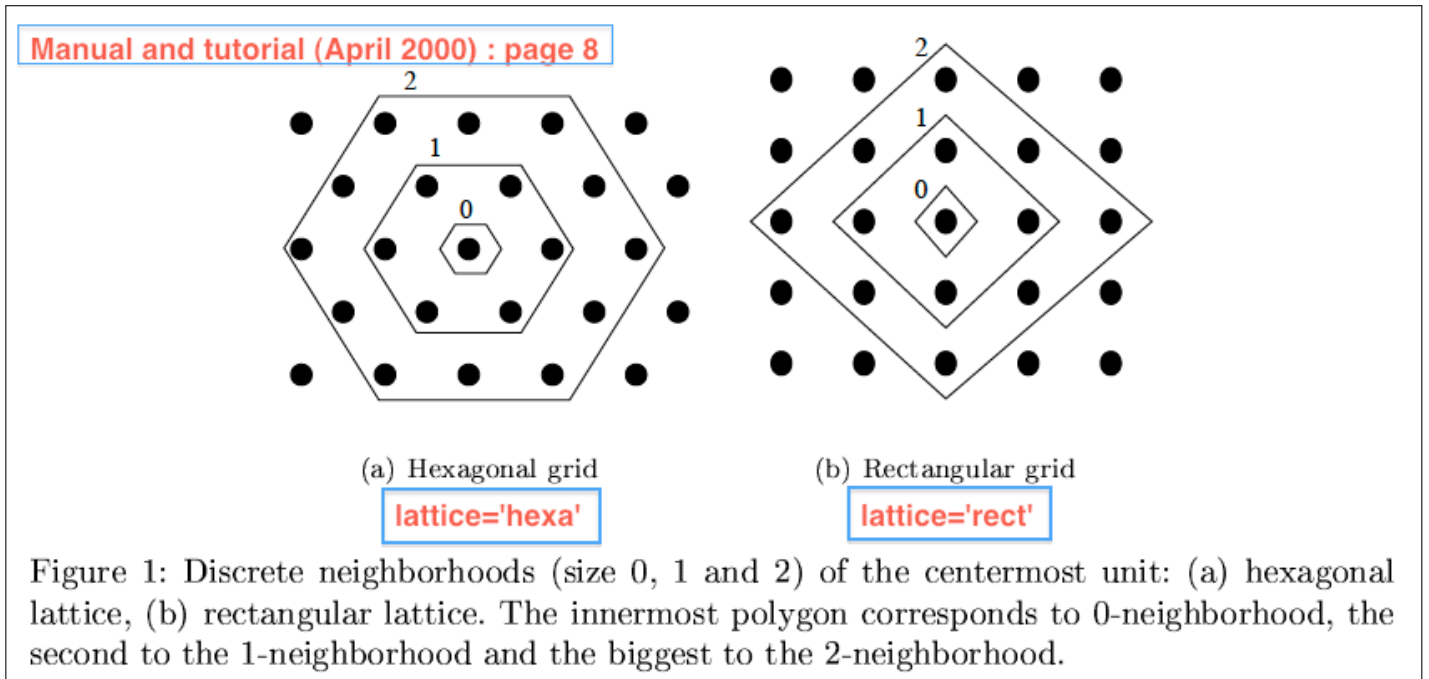 Manual and tutorial (April 2000) : page 8
2
1
0
2
1
0
(a) Hexagonal grid
(b) Rectangular grid
lattice='hexa'
lattice='rect'
Figure 1: Discrete neighborhoods (size 0, 1 and 2) of the centermost unit: (a) hexagonal
lattice, (b) rectangular lattice. The innermost polygon corresponds to 0-neighborhood, the
second to the 1-neighborhood and the biggest to the 2-neighborhood.